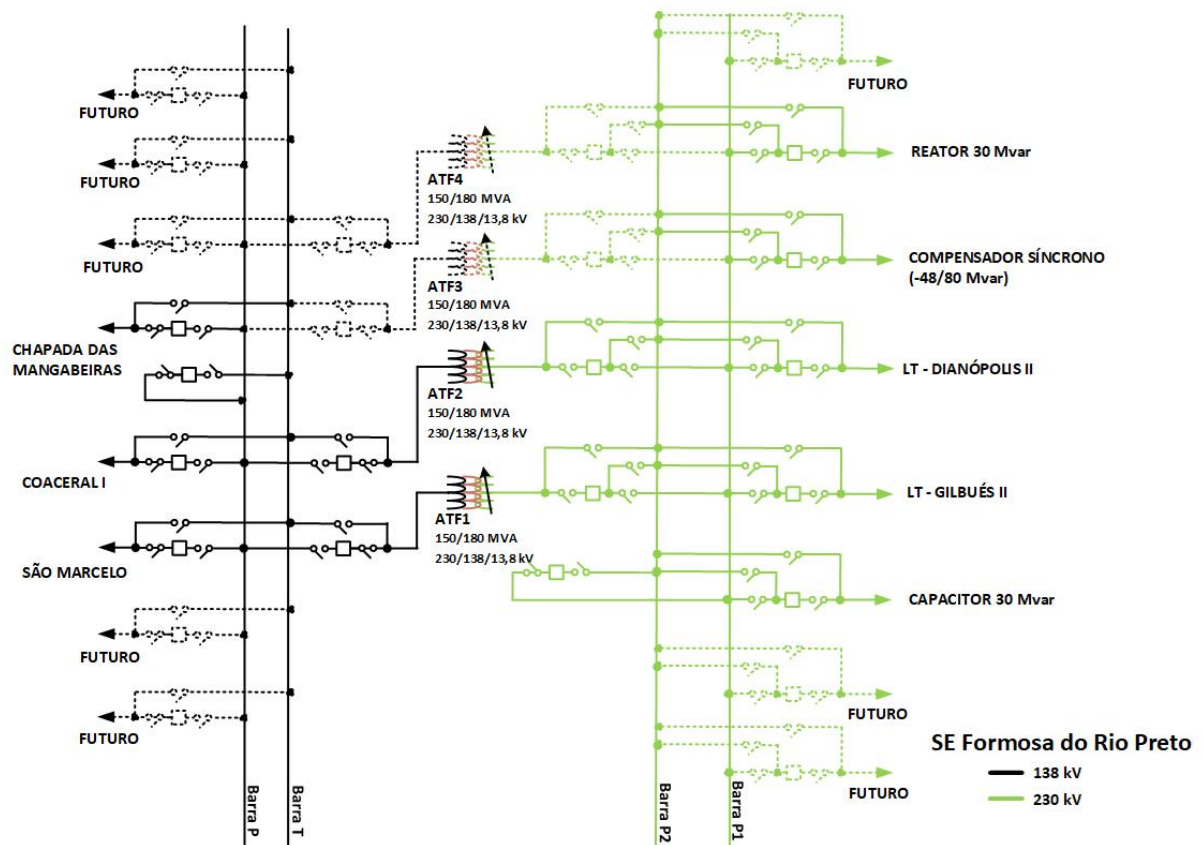 FUTURO
FUTURO
FUTURO
CHAPADA DAS
MANGABEIRAS
COACERAL I
SÃO MARCELO
FUTURO
FUTURO
Barra P
Barra T
ATF4
150/180 MVA
230/138/13,8 kV
ATF3
150/180 MVA
230/138/13,8 kV
ATF2
150/180 MVA
230/138/13,8 kV
ATF1
150/180 MVA
230/138/13,8 kV
Barra P2
Barra P1
FUTURO
REATOR 30 Mvar
COMPENSADOR SÍNCRONO
(-48/80 Mvar)
LT - DIANÓPOLIS II
LT - GILBUÉS II
CAPACITOR 30 Mvar
FUTURO
FUTURO
SE Formosa do Rio Preto
138 kV
230 kV